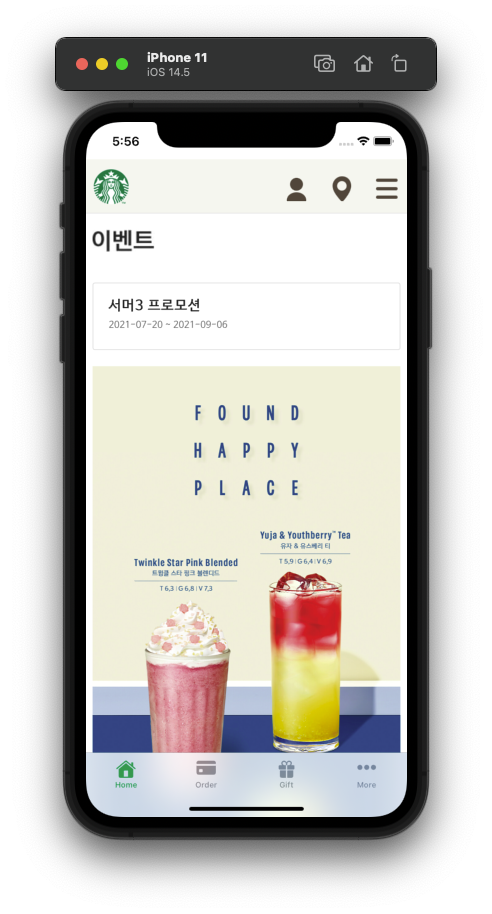 iPhone 11
iOS 14.5
5:56
이벤트
서머3 프로모션
2021-07-20 ~ 2021-09-06
FOUND
HAPPY
PLACE
Yuja & Youthberry™ Tea
유자 & 유스베리 티
T 5,9 | G 6,4 | V 6,9
Twinkle Star Pink Blended
트윙클 스타 핑크 블렌디드
T 6,3 | G 6,8 | V 7,3
Home
Order
Gift
More